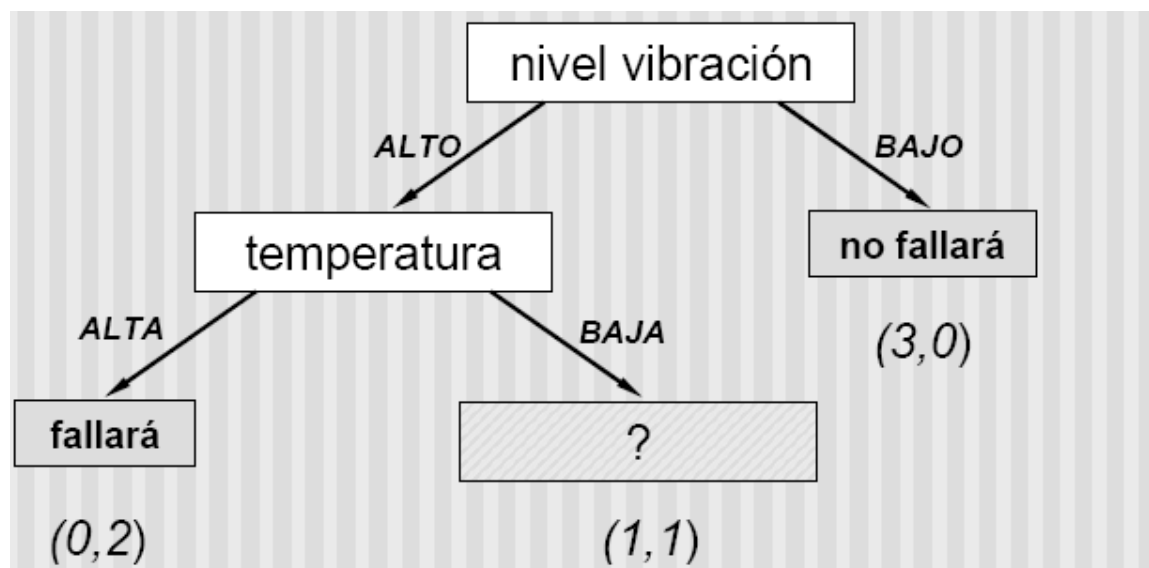 nivel vibración
ALTO
BAJO
temperatura
no fallará
ALTA
BAJA
(3,0)
fallará
?
(0,2)
(1,1)